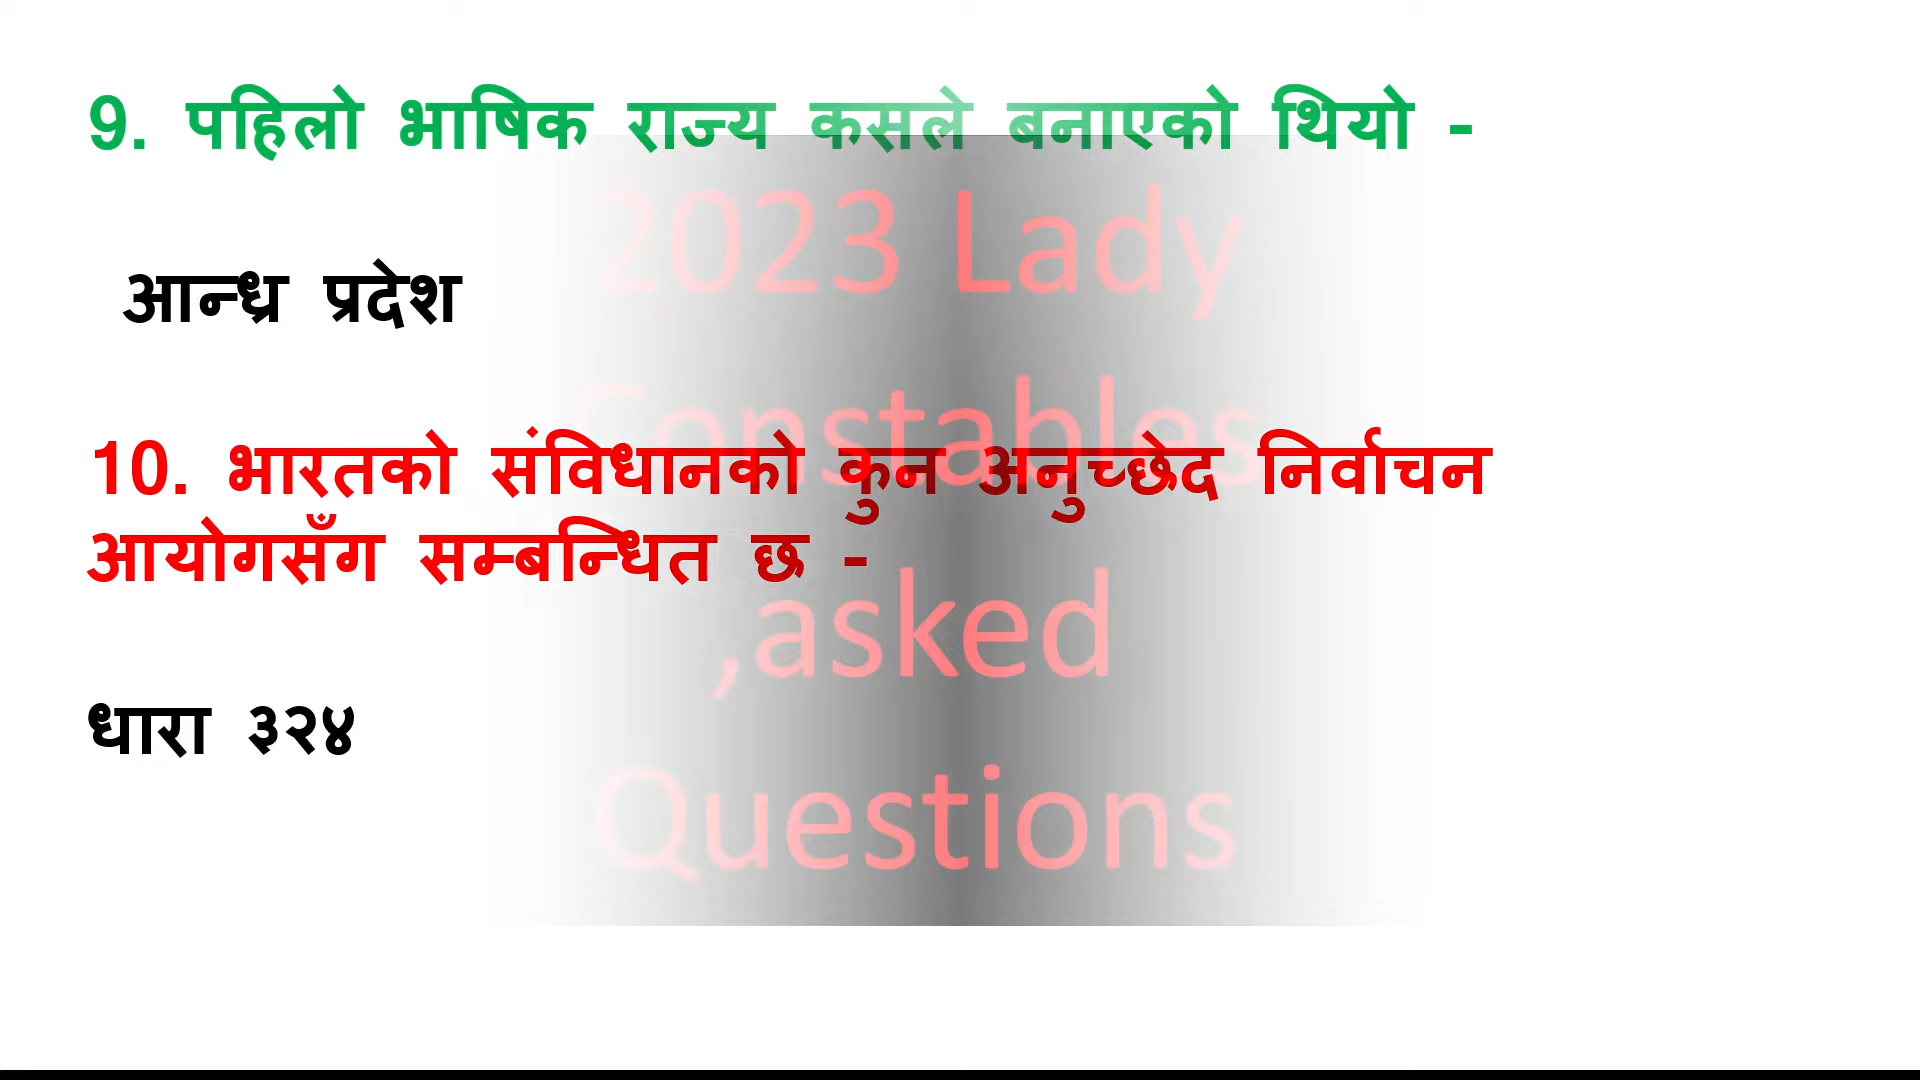 9. पहिलो भाषिक राज्य कसले बनाएको थियो -
2023 Lady
आन्ध्र प्रदेश
Constables
10. भारतको संविधानको कुन अनुच्छेद निर्वाचन
आयोगसँग सम्बन्धित छ -
,asked
धारा ३२४
Questions